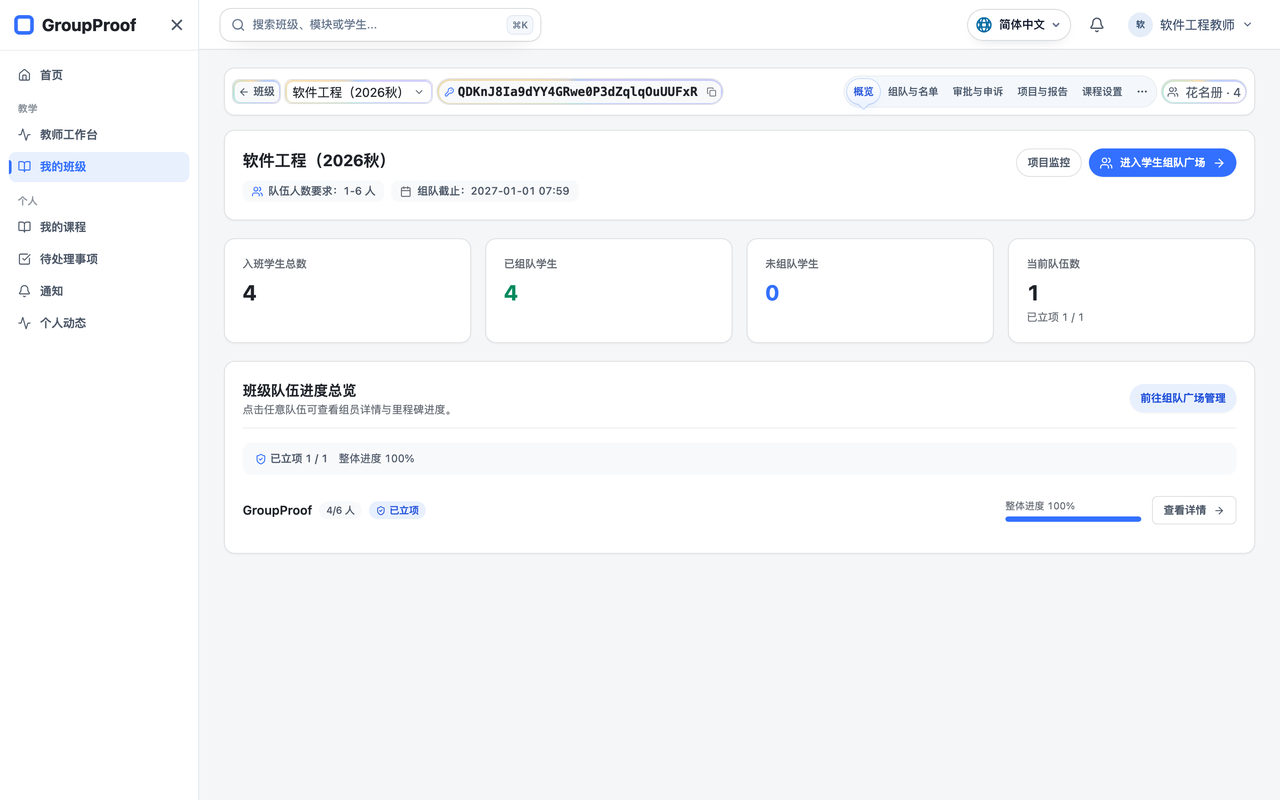 GroupProof
搜索班级、模块或学生...
⌘K
简体中文
软
软件工程教师
首页
教学
教师工作台
我的班级
个人
我的课程
待处理事项
通知
个人动态
班级
软件工程（2026秋）
QDKnJ8Ia9dYY4GRwe0P3dZqlqOuUUFxR
概览
组队与名单
审批与申诉
项目与报告
课程设置
花名册 · 4
软件工程（2026秋）
队伍人数要求：1-6 人
组队截止：2027-01-01 07:59
项目监控
进入学生组队广场
入班学生总数
4
已组队学生
4
未组队学生
0
当前队伍数
1
已立项 1 / 1
班级队伍进度总览
点击任意队伍可查看组员详情与里程碑进度。
前往组队广场管理
已立项 1 / 1
整体进度 100%
GroupProof
4/6 人
已立项
整体进度 100%
查看详情